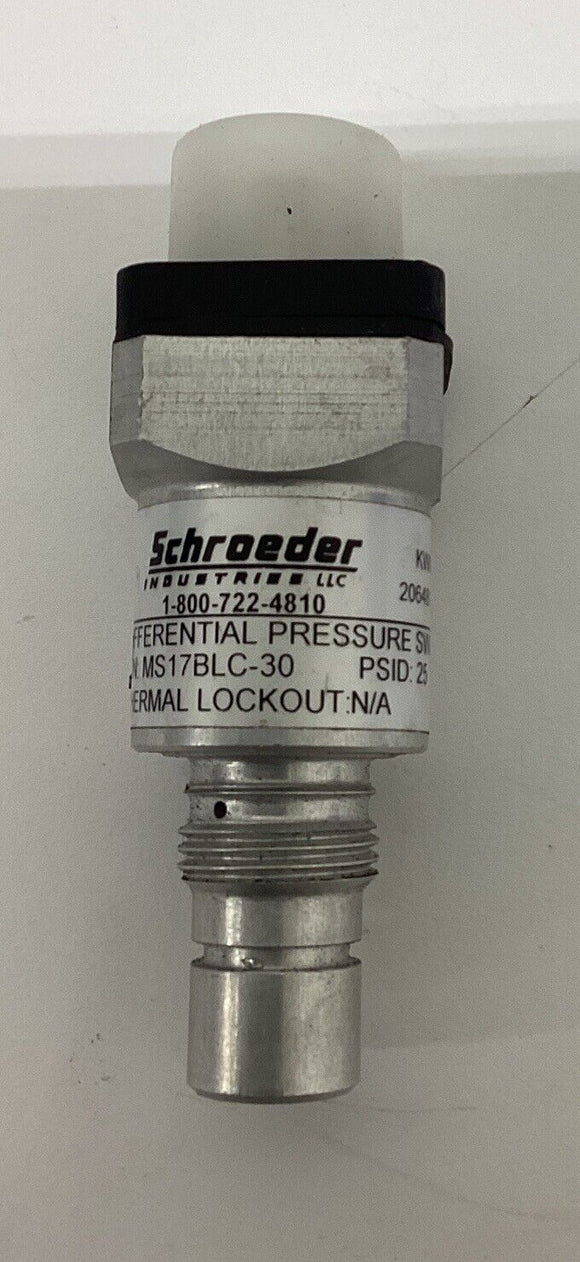 Schroeder
INDUSTRIES LLC
1-800-722-4810
FFERENTIAL PRESSURE SW
N: MS17BLC-30 PSID: 25
ERMAL LOCKOUT:N/A